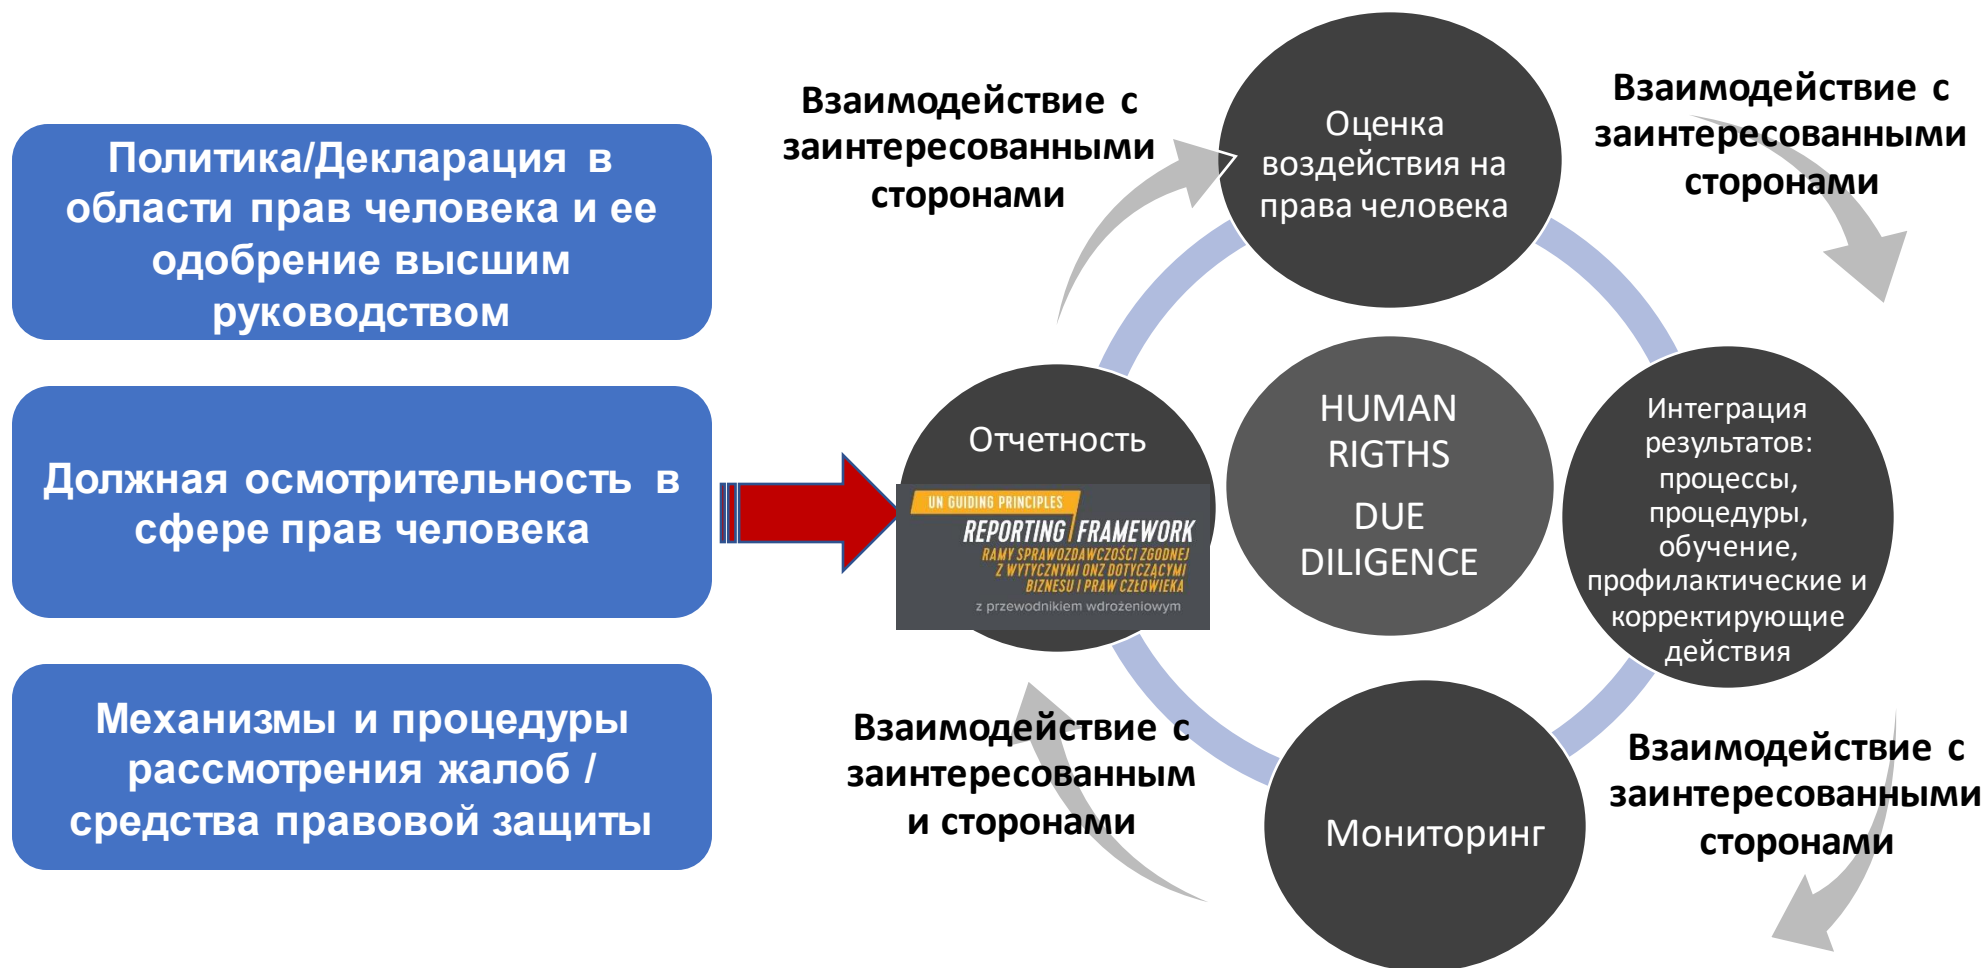 Политика/Декларация в
области прав человека и ее
одобрение высшим
руководством
Должная осмотрительность в
сфере прав человека
Механизмы и процедуры
рассмотрения жалоб /
средства правовой защиты
Взаимодействие с
заинтересованными
сторонами
Оценка
воздействия на
права человека
Взаимодействие с
заинтересованными
сторонами
Отчетность
UN GUIDING PRINCIPLES
REPORTING FRAMEWORK
RAMY SPRAWOZDAWCZOŚCI ZGODNEJ
Z WYTYCZNYMI ONZ DOTYCZĄCYMI
BIZNESU I PRAW CZŁOWIEKA
z przewodnikiem wdrożeniowym
HUMAN
RIGTHS
DUE
DILIGENCE
Интеграция
результатов:
процессы,
процедуры,
обучение,
профилактические и
корректирующие
действия
Взаимодействие с
заинтересованным
и сторонами
Мониторинг
Взаимодействие с
заинтересованными
сторонами